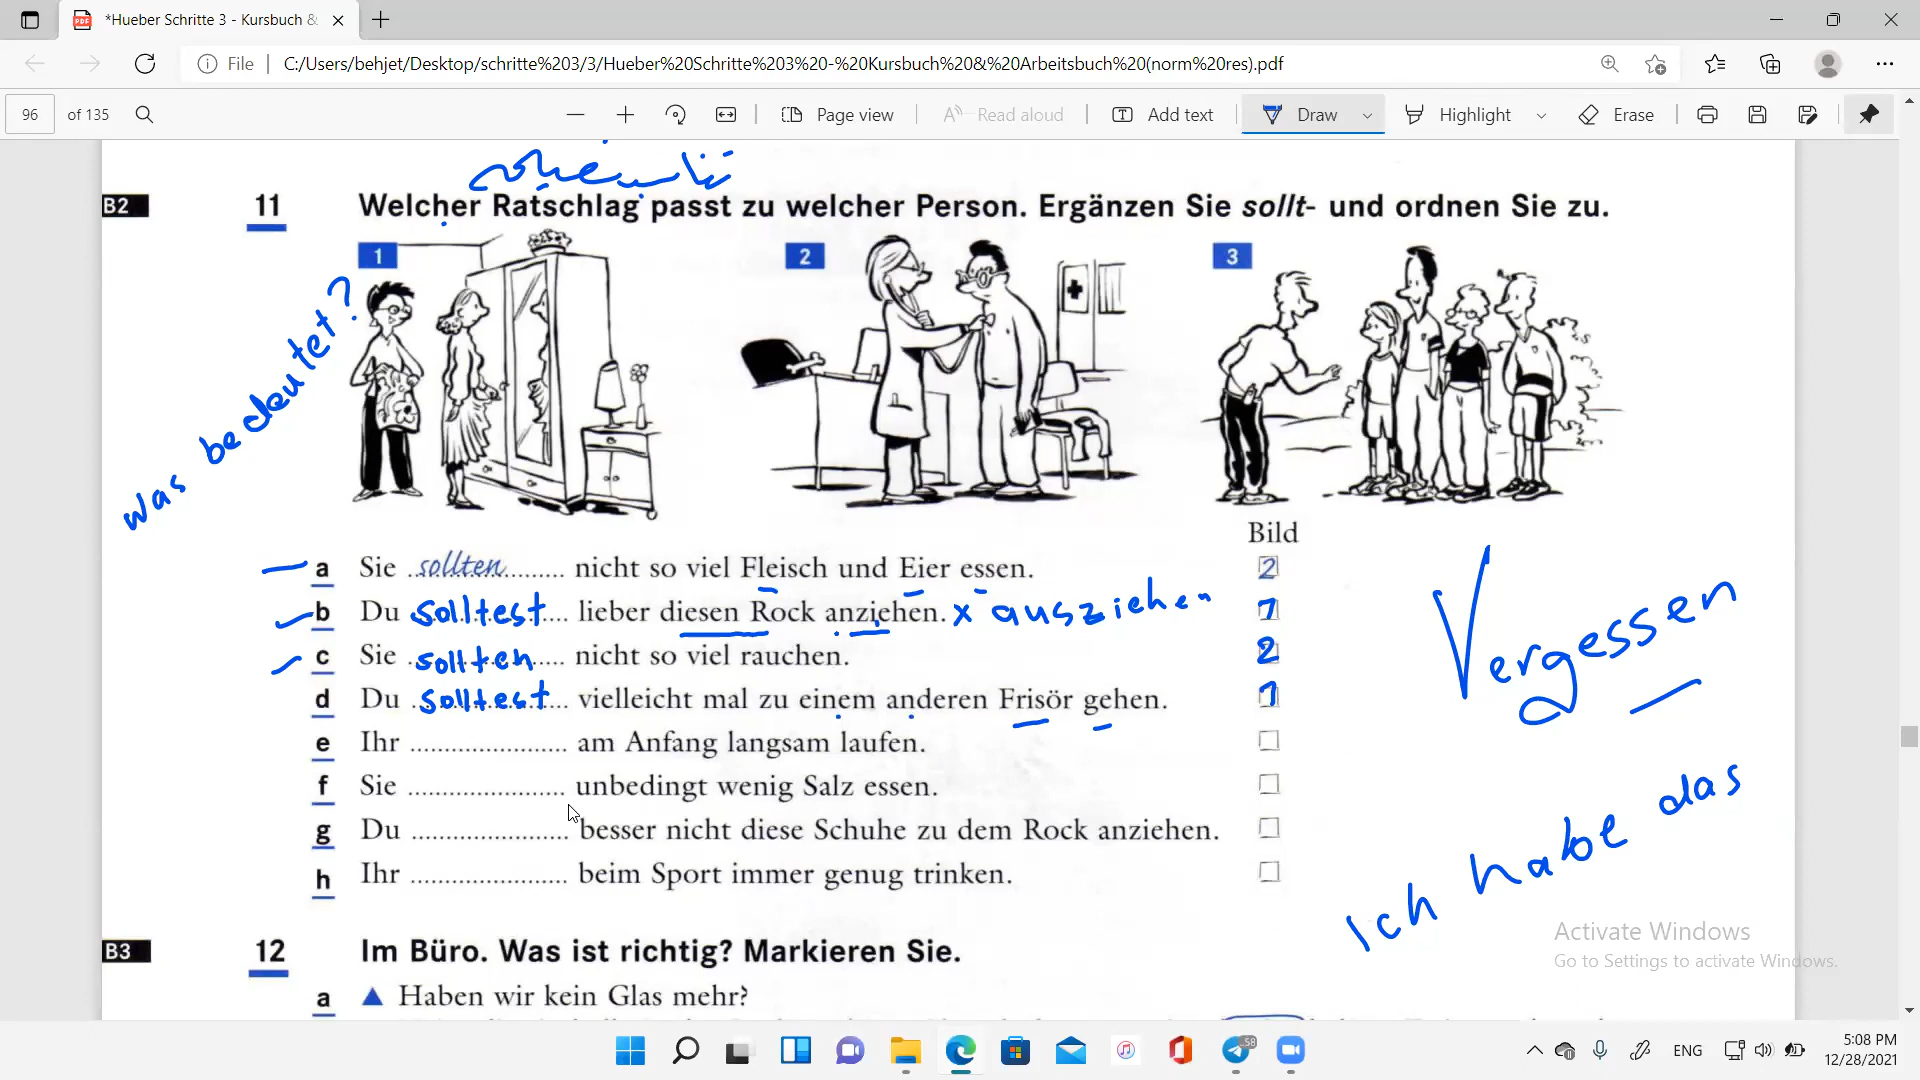 *Hueber Schritte 3 - Kursbuch &
File
C:/Users/behjet/Desktop/schritte%203/3/Hueber%20Schritte%203%20-%20Kursbuch%20&%20Arbeitsbuch%20(norm%20res).pdf
96 of 135
Page view
Read aloud
Add text
Draw
Highlight
Erase
B2 11 Welcher Ratschlag passt zu welcher Person. Ergänzen Sie sollt- und ordnen Sie zu.
1 2 3
was bedeutet?
Bild
a Sie sollten nicht so viel Fleisch und Eier essen. 2
b Du solltest lieber diesen Rock anziehen. x ausziehen 1
c Sie sollten nicht so viel rauchen. 2
d Du solltest vielleicht mal zu einem anderen Frisör gehen. 1
e Ihr ...................... am Anfang langsam laufen.
f Sie ...................... unbedingt wenig Salz essen.
g Du ...................... besser nicht diese Schuhe zu dem Rock anziehen.
h Ihr ...................... beim Sport immer genug trinken.
Vergessen
Ich habe das
Activate Windows
Go to Settings to activate Windows.
B3 12 Im Büro. Was ist richtig? Markieren Sie.
a ▲ Haben wir kein Glas mehr?
58
ENG
5:08 PM
12/28/2021